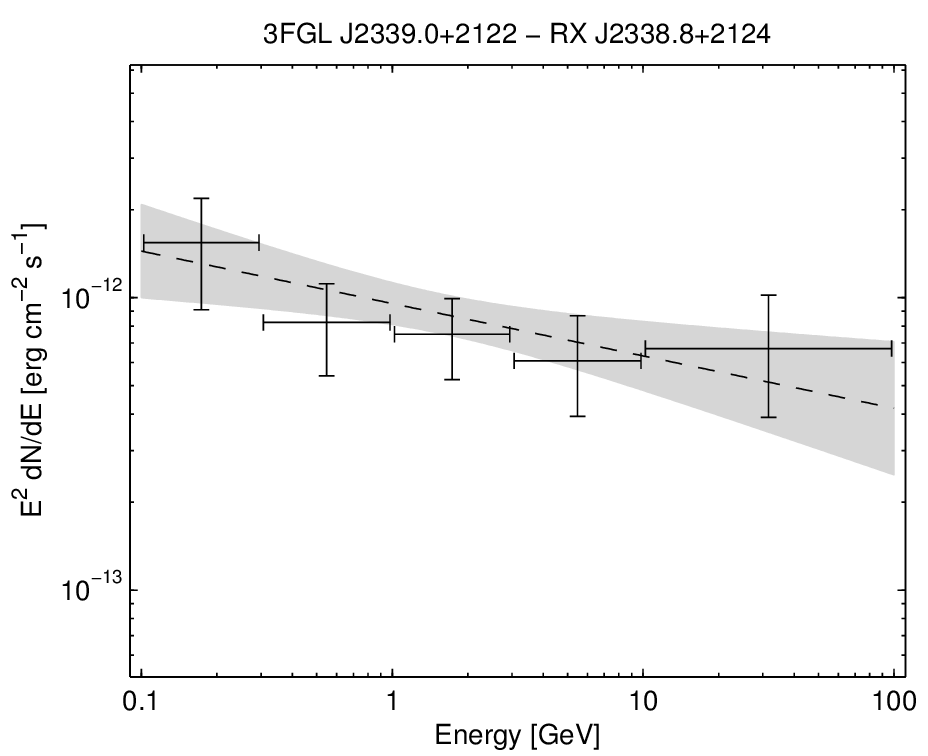 3FGL J2339.0+2122 − RX J2338.8+2124
E² dN/dE [erg cm⁻² s⁻¹]
10⁻¹²
10⁻¹³
0.1 1 10 100
Energy [GeV]